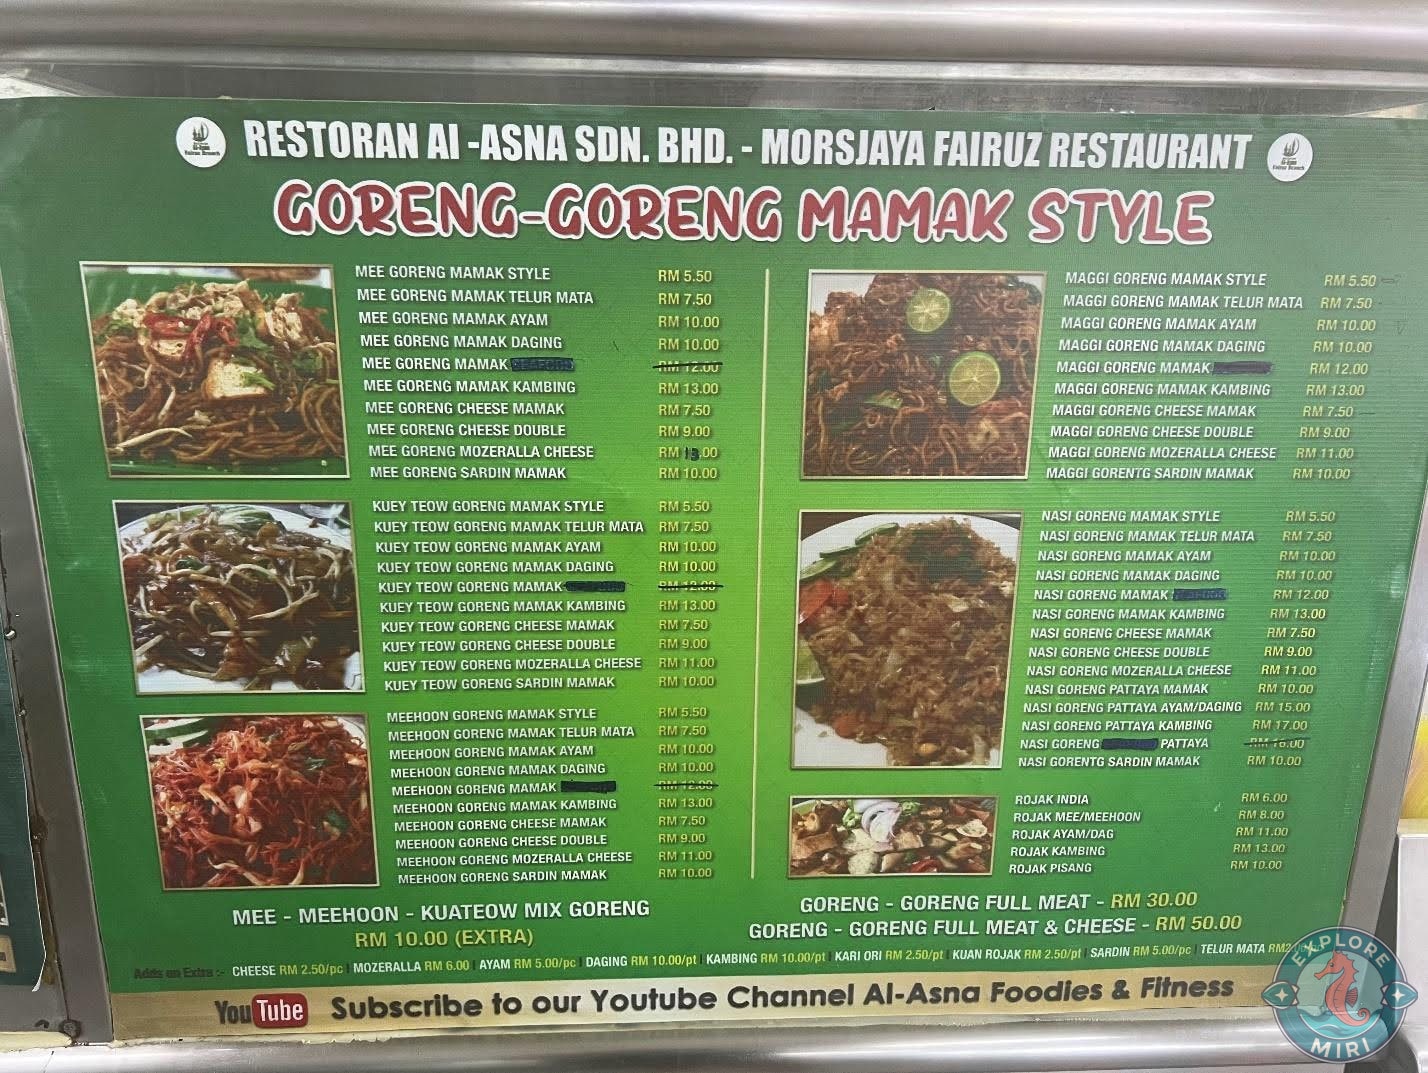 RESTORAN Al -ASNA SDN. BHD. - MORSJAYA FAIRUZ RESTAURANT
GORENG-GORENG MAMAK STYLE
MEE GORENG MAMAK STYLE RM 5.50
MEE GORENG MAMAK TELUR MATA RM 7.50
MEE GORENG MAMAK AYAM RM 10.00
MEE GORENG MAMAK DAGING RM 10.00
MEE GORENG MAMAK RM 12.00
MEE GORENG MAMAK KAMBING RM 13.00
MEE GORENG CHEESE MAMAK RM 7.50
MEE GORENG CHEESE DOUBLE RM 9.00
MEE GORENG MOZERALLA CHEESE RM
MEE GORENG SARDIN MAMAK RM 10.00
KUEY TEOW GORENG MAMAK STYLE RM 5.50
KUEY TEOW GORENG MAMAK TELUR MATA RM 7.50
KUEY TEOW GORENG MAMAK AYAM RM 10.00
KUEY TEOW GORENG MAMAK DAGING RM 10.00
KUEY TEOW GORENG MAMAK RM 12.00
KUEY TEOW GORENG MAMAK KAMBING RM 13.00
KUEY TEOW GORENG CHEESE MAMAK RM 7.50
KUEY TEOW GORENG CHEESE DOUBLE RM 9.00
KUEY TEOW GORENG MOZERALLA CHEESE RM 11.00
KUEY TEOW GORENG SARDIN MAMAK RM 10.00
MEEHOON GORENG MAMAK STYLE RM 5.50
MEEHOON GORENG MAMAK TELUR MATA RM 7.50
MEEHOON GORENG MAMAK AYAM RM 10.00
MEEHOON GORENG MAMAK DAGING RM 10.00
MEEHOON GORENG MAMAK RM 12.00
MEEHOON GORENG MAMAK KAMBING RM 13.00
MEEHOON GORENG CHEESE MAMAK RM 7.50
MEEHOON GORENG CHEESE DOUBLE RM 9.00
MEEHOON GORENG MOZERALLA CHEESE RM 11.00
MEEHOON GORENG SARDIN MAMAK RM 10.00
MEE - MEEHOON - KUATEOW MIX GORENG
RM 10.00 (EXTRA)
MAGGI GORENG MAMAK STYLE RM 5.50
MAGGI GORENG MAMAK TELUR MATA RM 7.50
MAGGI GORENG MAMAK AYAM RM 10.00
MAGGI GORENG MAMAK DAGING RM 10.00
MAGGI GORENG MAMAK RM 12.00
MAGGI GORENG MAMAK KAMBING RM 13.00
MAGGI GORENG CHEESE MAMAK RM 7.50
MAGGI GORENG CHEESE DOUBLE RM 9.00
MAGGI GORENG MOZERALLA CHEESE RM 11.00
MAGGI GORENTG SARDIN MAMAK RM 10.00
NASI GORENG MAMAK STYLE RM 5.50
NASI GORENG MAMAK TELUR MATA RM 7.50
NASI GORENG MAMAK AYAM RM 10.00
NASI GORENG MAMAK DAGING RM 10.00
NASI GORENG MAMAK RM 12.00
NASI GORENG MAMAK KAMBING RM 13.00
NASI GORENG CHEESE MAMAK RM 7.50
NASI GORENG CHEESE DOUBLE RM 9.00
NASI GORENG MOZERALLA CHEESE RM 11.00
NASI GORENG PATTAYA MAMAK RM 10.00
NASI GORENG PATTAYA AYAM/DAGING RM 15.00
NASI GORENG PATTAYA KAMBING RM 17.00
NASI GORENG PATTAYA RM 16.00
NASI GORENTG SARDIN MAMAK RM 10.00
ROJAK INDIA RM 6.00
ROJAK MEE/MEEHOON RM 8.00
ROJAK AYAM/DAG RM 11.00
ROJAK KAMBING RM 13.00
ROJAK PISANG RM 10.00
GORENG - GORENG FULL MEAT - RM 30.00
GORENG - GORENG FULL MEAT & CHEESE - RM 50.00
Adds on Extra :- CHEESE RM 2.50/pc | MOZERALLA RM 6.00 | AYAM RM 5.00/pc | DAGING RM 10.00/pt | KAMBING RM 10.00/pt | KARI ORI RM 2.50/pt | KUAN ROJAK RM 2.50/pt | SARDIN RM 5.00/pc | TELUR MATA
YouTube Subscribe to our Youtube Channel Al-Asna Foodies & Fitness
EXPLORE
MIRI